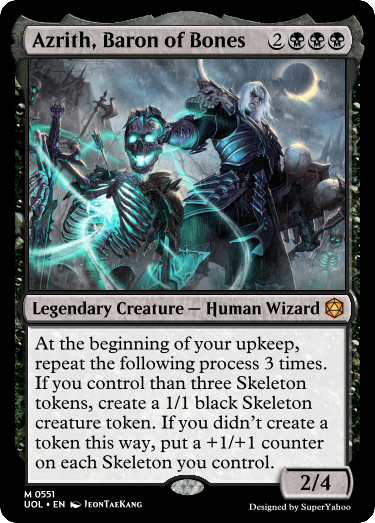 Azrith, Baron of Bones 2
Legendary Creature — Human Wizard
At the beginning of your upkeep,
repeat the following process 3 times.
If you control than three Skeleton
tokens, create a 1/1 black Skeleton
creature token. If you didn't create a
token this way, put a +1/+1 counter
on each Skeleton you control.
2/4
M 0551
UOL • EN JeonTaeKang
Designed by SuperYahoo